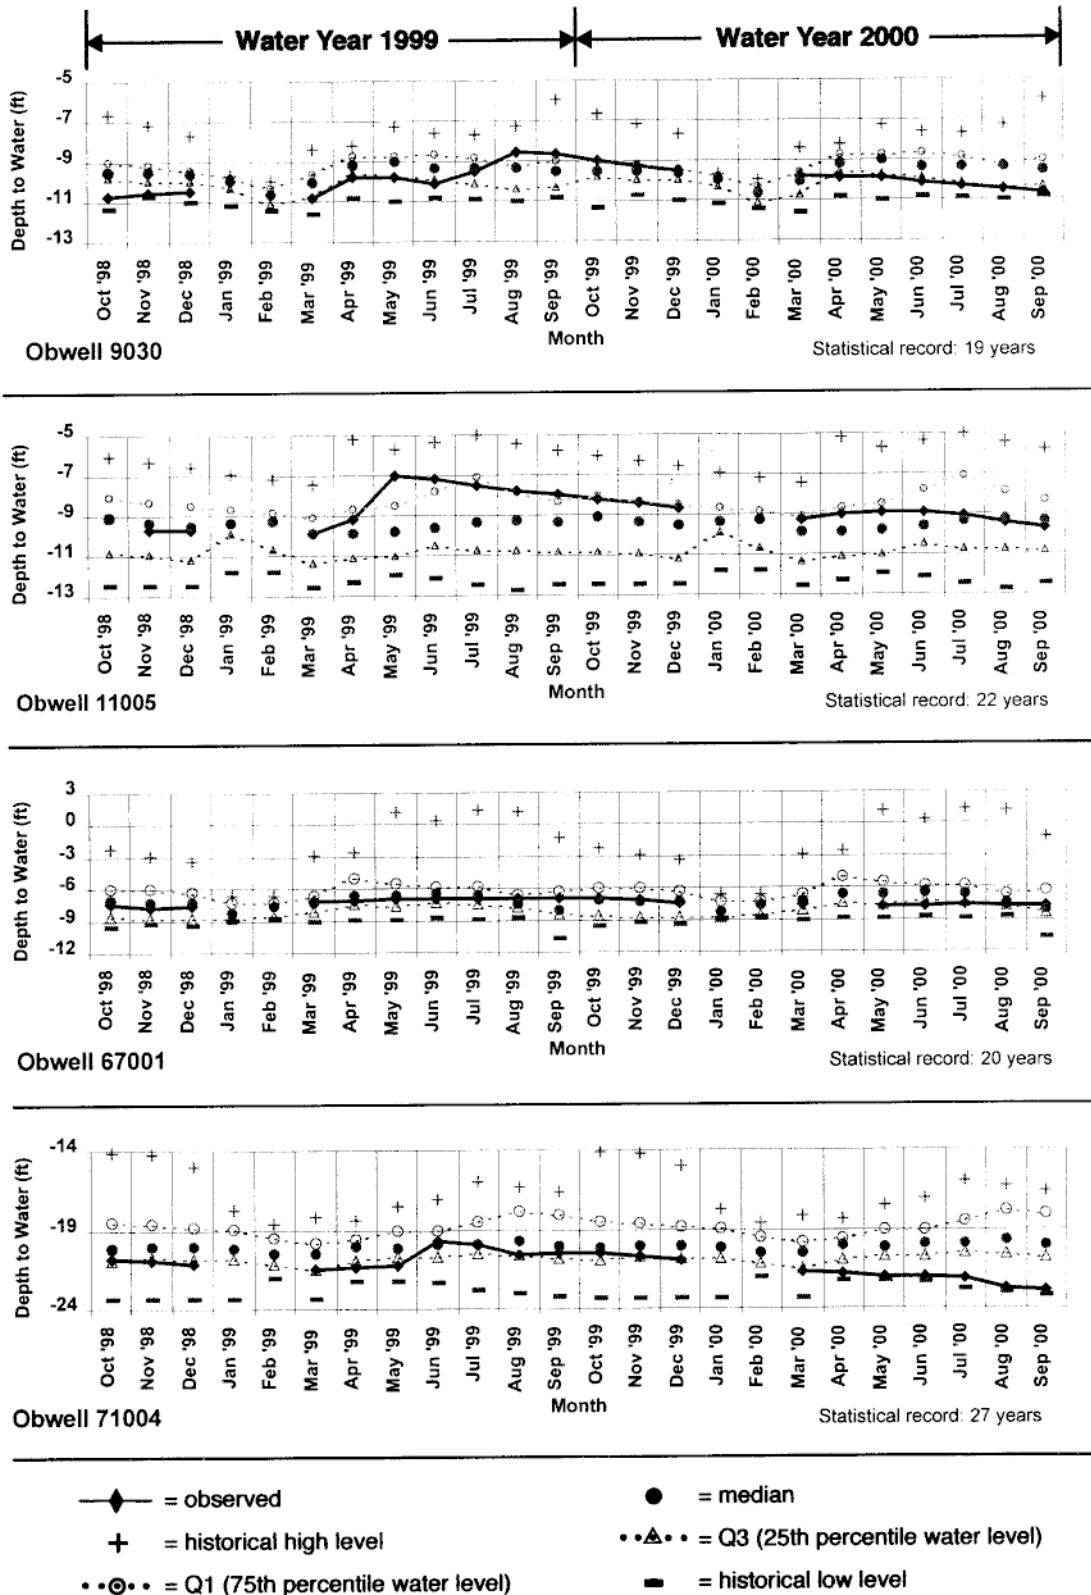 Water Year 1999 Water Year 2000
Depth to Water (ft)
-5
-7
-9
-11
-13
Oct '98 Nov '98 Dec '98 Jan '99 Feb '99 Mar '99 Apr '99 May '99 Jun '99 Jul '99 Aug '99 Sep '99 Oct '99 Nov '99 Dec '99 Jan '00 Feb '00 Mar '00 Apr '00 May '00 Jun '00 Jul '00 Aug '00 Sep '00
Month
Obwell 9030 Statistical record: 19 years
Depth to Water (ft)
-5
-7
-9
-11
-13
Oct '98 Nov '98 Dec '98 Jan '99 Feb '99 Mar '99 Apr '99 May '99 Jun '99 Jul '99 Aug '99 Sep '99 Oct '99 Nov '99 Dec '99 Jan '00 Feb '00 Mar '00 Apr '00 May '00 Jun '00 Jul '00 Aug '00 Sep '00
Month
Obwell 11005 Statistical record: 22 years
Depth to Water (ft)
3
0
-3
-6
-9
-12
Oct '98 Nov '98 Dec '98 Jan '99 Feb '99 Mar '99 Apr '99 May '99 Jun '99 Jul '99 Aug '99 Sep '99 Oct '99 Nov '99 Dec '99 Jan '00 Feb '00 Mar '00 Apr '00 May '00 Jun '00 Jul '00 Aug '00 Sep '00
Month
Obwell 67001 Statistical record: 20 years
Depth to Water (ft)
-14
-19
-24
Oct '98 Nov '98 Dec '98 Jan '99 Feb '99 Mar '99 Apr '99 May '99 Jun '99 Jul '99 Aug '99 Sep '99 Oct '99 Nov '99 Dec '99 Jan '00 Feb '00 Mar '00 Apr '00 May '00 Jun '00 Jul '00 Aug '00 Sep '00
Month
Obwell 71004 Statistical record: 27 years
= observed = median
= historical high level = Q3 (25th percentile water level)
= Q1 (75th percentile water level) = historical low level